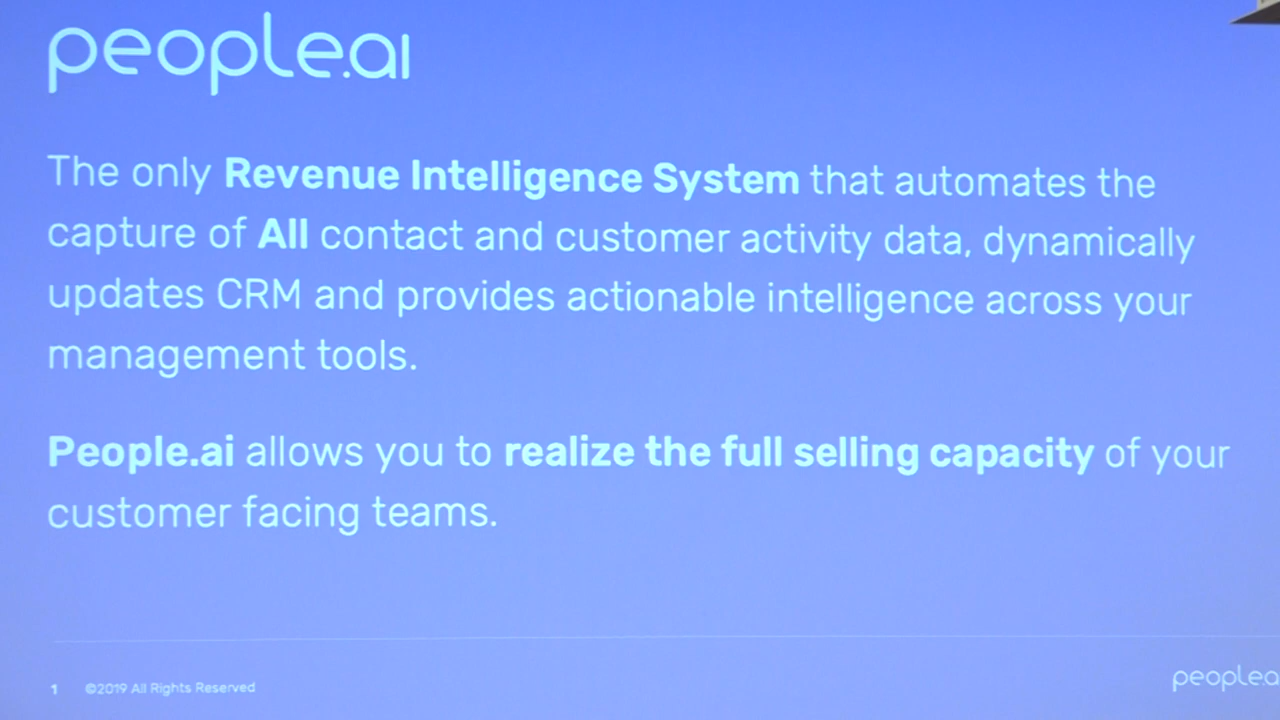 people.ai
The only Revenue Intelligence System that automates the
capture of All contact and customer activity data, dynamically
updates CRM and provides actionable intelligence across your
management tools.
People.ai allows you to realize the full selling capacity of your
customer facing teams.
1 ©2019 All Rights Reserved
people.a